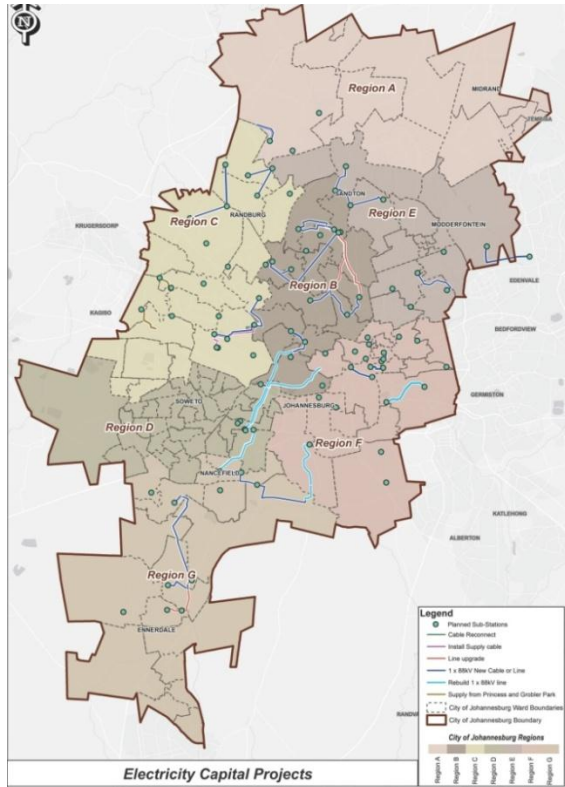 N
Region A
MIDRAND
TEMBISA
Region C
RANDBURG
SANDTON
Region E
MODDERFONTEIN
KRUGERSDORP
Region B
EDENVALE
KAGISO
BEDFORDVIEW
SOWETO
JOHANNESBURG
GERMISTON
Region D
Region F
NANCEFIELD
KATLEHONG
ALBERTON
Region G
ENNERDALE
Legend
Planned Sub-Stations
Cable Reconnect
Install Supply cable
Line upgrade
1 x 88kV New Cable or Line
Rebuild 1 x 88kV line
Supply from Princess and Grobler Park
City of Johannesburg Ward Boundaries
City of Johannesburg Boundary
City of Johannesburg Regions
Region A
Region B
Region C
Region D
Region E
Region F
Region G
Electricity Capital Projects